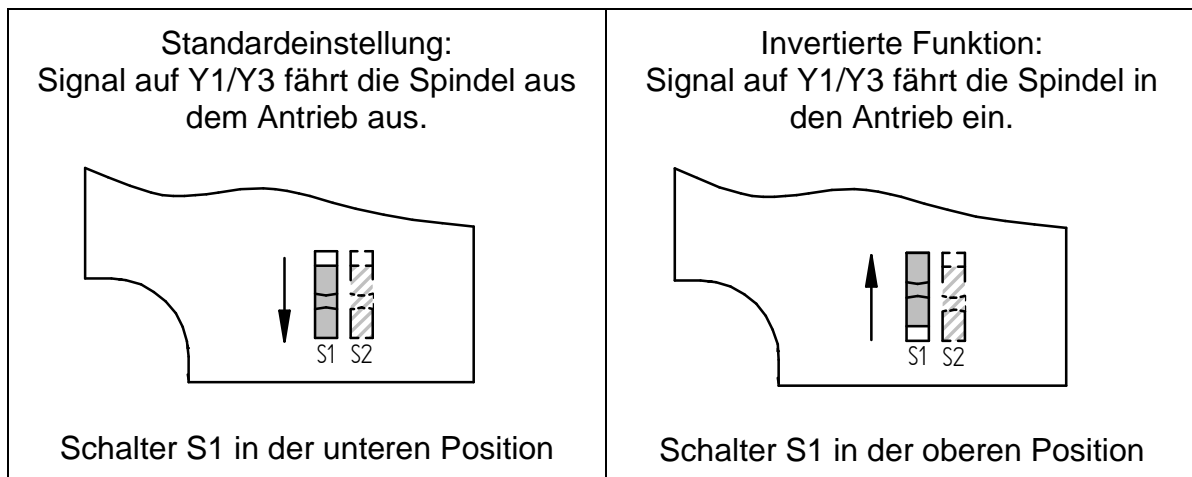 Standardeinstellung:
Signal auf Y1/Y3 fährt die Spindel aus
dem Antrieb aus.
S1 S2
Schalter S1 in der unteren Position
Invertierte Funktion:
Signal auf Y1/Y3 fährt die Spindel in
den Antrieb ein.
S1 S2
Schalter S1 in der oberen Position